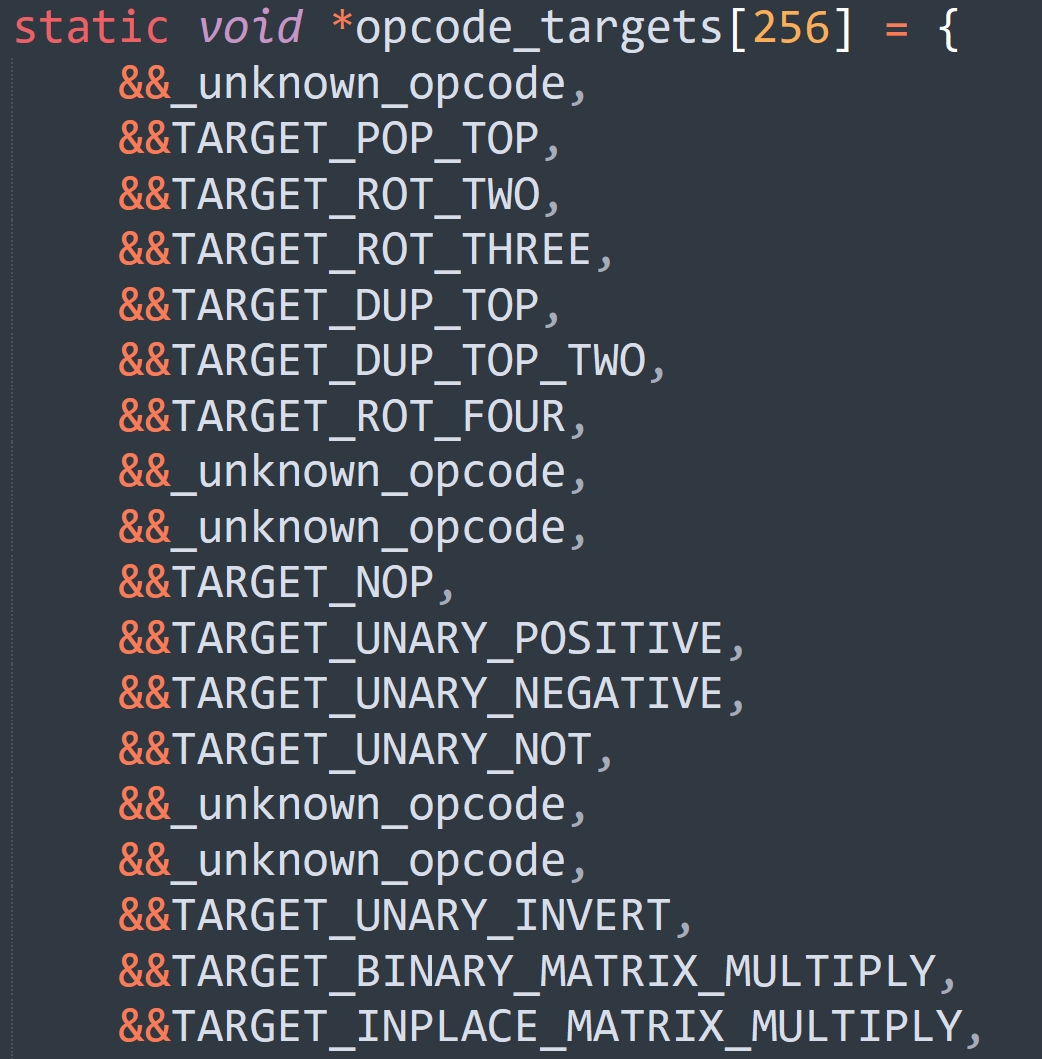 static void *opcode_targets[256] = {
&&_unknown_opcode,
&&TARGET_POP_TOP,
&&TARGET_ROT_TWO,
&&TARGET_ROT_THREE,
&&TARGET_DUP_TOP,
&&TARGET_DUP_TOP_TWO,
&&TARGET_ROT_FOUR,
&&_unknown_opcode,
&&_unknown_opcode,
&&TARGET_NOP,
&&TARGET_UNARY_POSITIVE,
&&TARGET_UNARY_NEGATIVE,
&&TARGET_UNARY_NOT,
&&_unknown_opcode,
&&_unknown_opcode,
&&TARGET_UNARY_INVERT,
&&TARGET_BINARY_MATRIX_MULTIPLY,
&&TARGET_INPLACE_MATRIX_MULTIPLY,